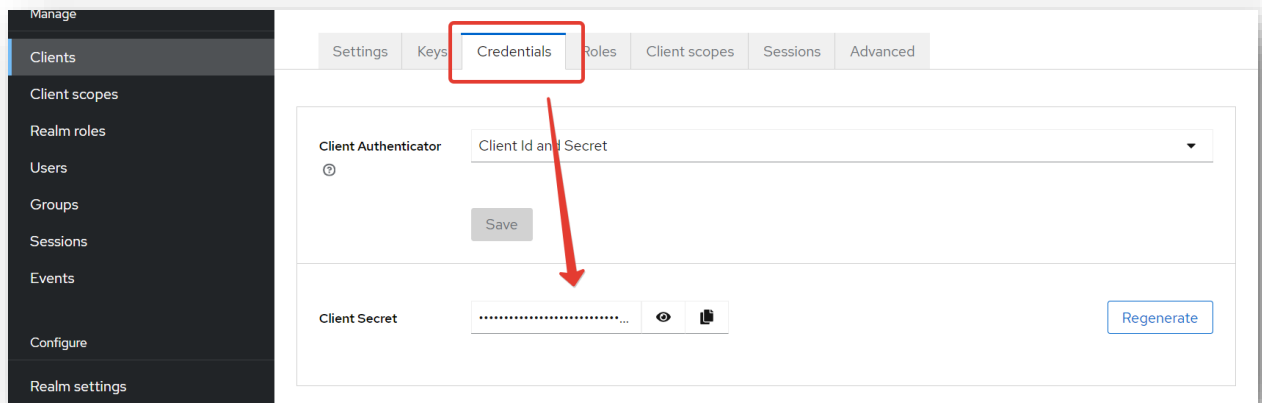 Manage
Clients
Client scopes
Realm roles
Users
Groups
Sessions
Events
Configure
Realm settings
Settings Keys Credentials Roles Client scopes Sessions Advanced
Client Authenticator Client Id and Secret
Save
Client Secret ••••••••••••••••••••••••••••... Regenerate